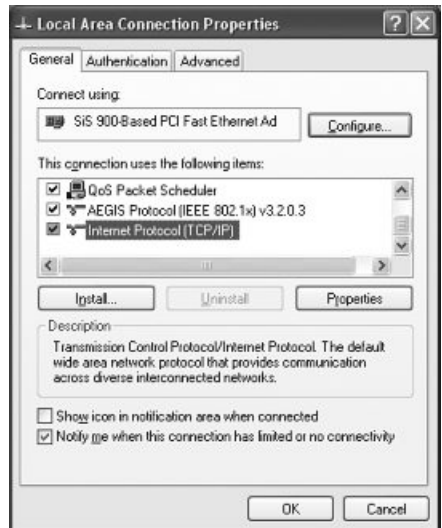 Local Area Connection Properties
General Authentication Advanced
Connect using:
SiS 900-Based PCI Fast Ethernet Ad Configure...
This connection uses the following items:
QoS Packet Scheduler
AEGIS Protocol (IEEE 802.1x) v3.2.0.3
Internet Protocol (TCP/IP)
Install... Uninstall Properties
Description
Transmission Control Protocol/Internet Protocol. The default
wide area network protocol that provides communication
across diverse interconnected networks.
Show icon in notification area when connected
Notify me when this connection has limited or no connectivity
OK Cancel